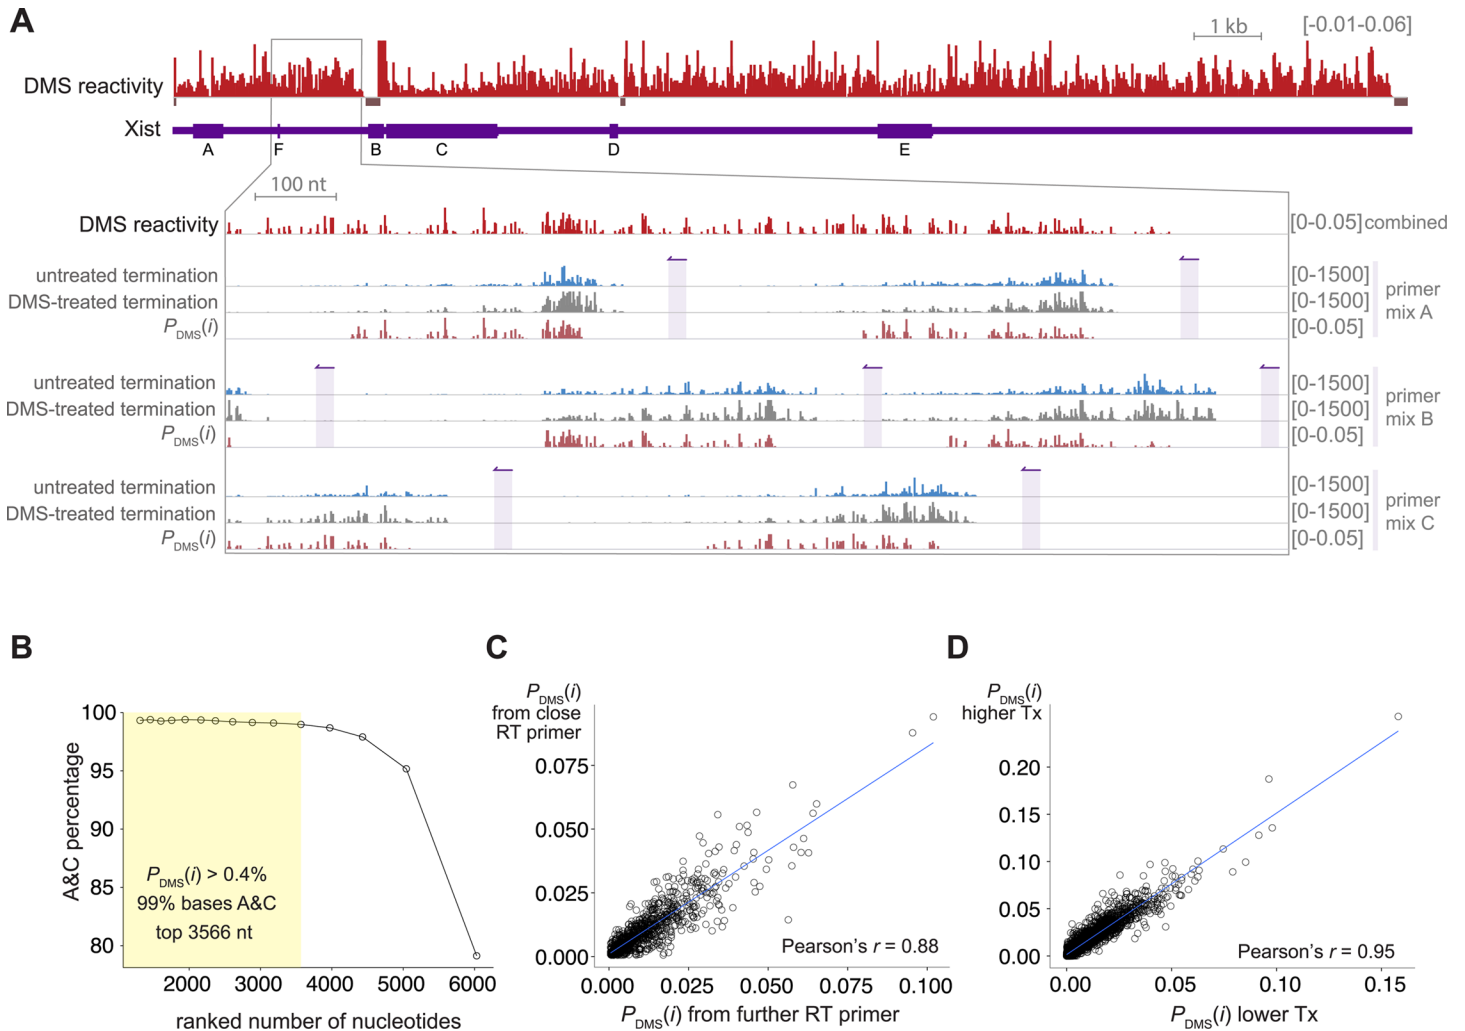 A
1 kb
[-0.01-0.06]
DMS reactivity
Xist
A
F
B
C
D
E
100 nt
DMS reactivity
[0-0.05] combined
untreated termination
[0-1500]
DMS-treated termination
[0-1500]
PDMS(i)
[0-0.05]
primer
mix A
untreated termination
[0-1500]
DMS-treated termination
[0-1500]
PDMS(i)
[0-0.05]
primer
mix B
untreated termination
[0-1500]
DMS-treated termination
[0-1500]
PDMS(i)
[0-0.05]
primer
mix C
B
A&C percentage
100
95
90
85
80
PDMS(i) > 0.4%
99% bases A&C
top 3566 nt
2000 3000 4000 5000 6000
ranked number of nucleotides
C
PDMS(i)
from close
RT primer
0.075
0.050
0.025
0.000
Pearson's r = 0.88
0.000 0.025 0.050 0.075 0.100
PDMS(i) from further RT primer
D
PDMS(i)
higher Tx
0.20
0.15
0.10
0.05
0.00
Pearson's r = 0.95
0.00 0.05 0.10 0.15
PDMS(i) lower Tx